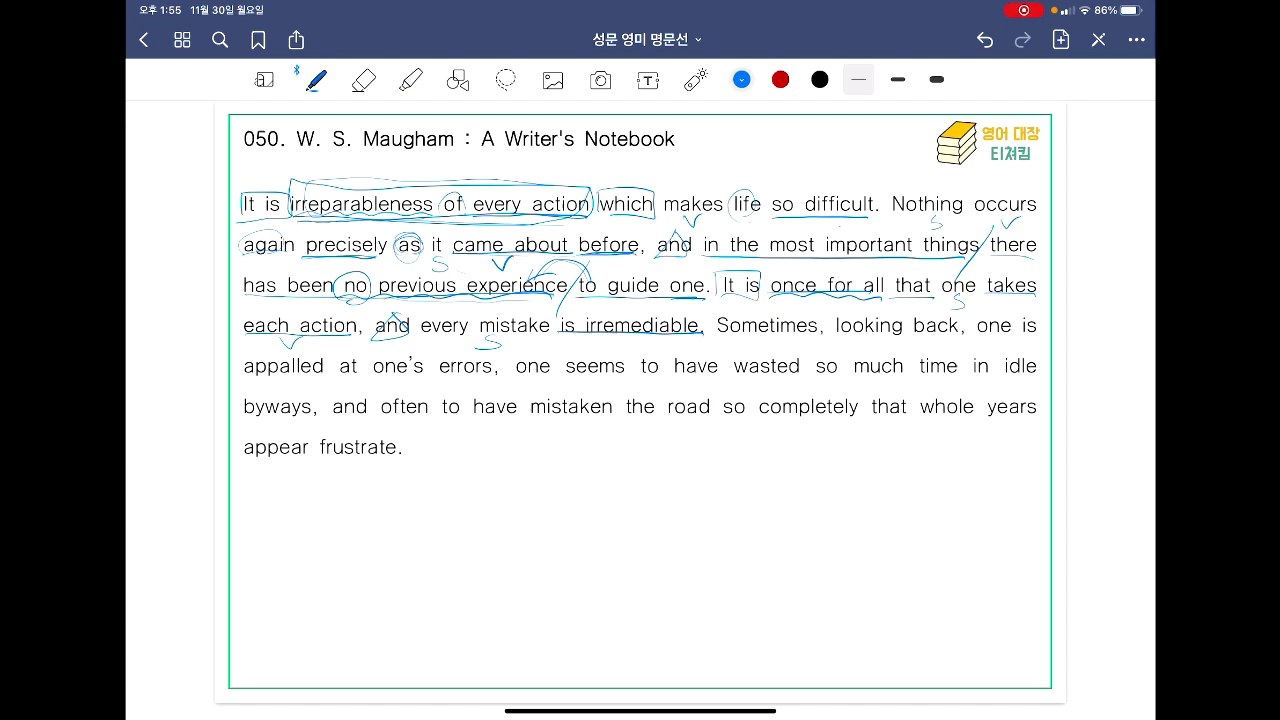 오후 1:55 11월 30일 월요일
86%
성문 영미 명문선
T
050. W. S. Maugham : A Writer's Notebook
영어 대장
티쳐킴
It is irreparableness of every action which makes life so difficult. Nothing occurs
S V
again precisely as it came about before, and in the most important things there
S V
has been no previous experience to guide one. It is once for all that one takes
S
each action, and every mistake is irremediable. Sometimes, looking back, one is
V S
appalled at one's errors, one seems to have wasted so much time in idle
byways, and often to have mistaken the road so completely that whole years
appear frustrate.